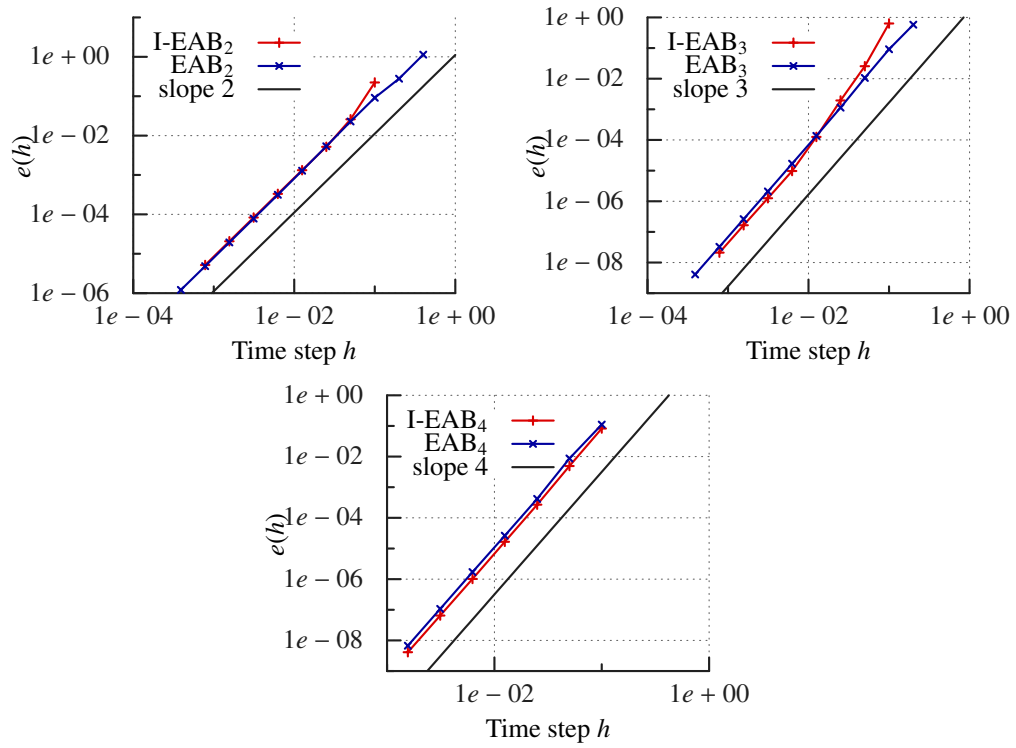 I-EAB₂
EAB₂
slope 2
1e + 00
1e − 02
1e − 04
1e − 06
e(h)
1e − 04
1e − 02
1e + 00
Time step h
I-EAB₃
EAB₃
slope 3
1e + 00
1e − 02
1e − 04
1e − 06
1e − 08
e(h)
1e − 04
1e − 02
1e + 00
Time step h
I-EAB₄
EAB₄
slope 4
1e + 00
1e − 02
1e − 04
1e − 06
1e − 08
e(h)
1e − 02
1e + 00
Time step h